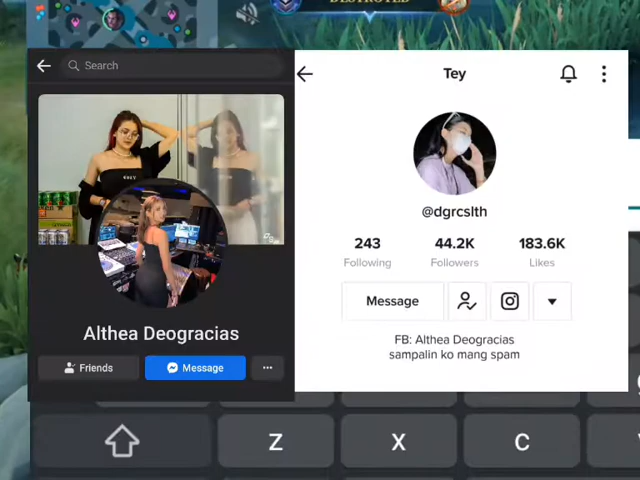 DESTROYED
Search
Althea Deogracias
Friends
Message
Tey
@dgrcslth
243
44.2K
183.6K
Following
Followers
Likes
Message
FB: Althea Deogracias
sampalin ko mang spam
Z
X
C